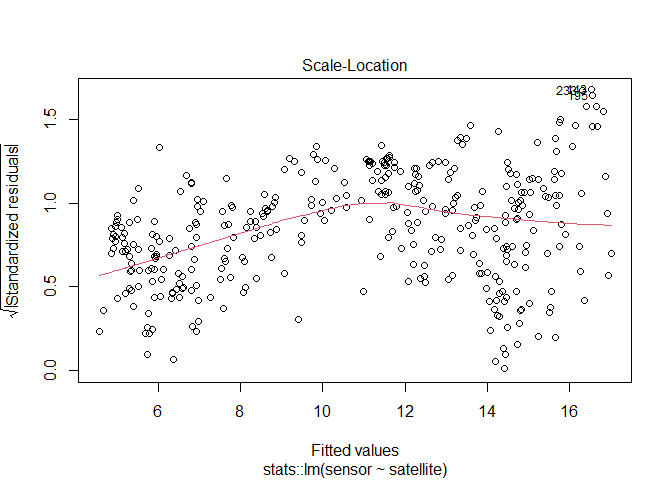 Scale-Location
√|Standardized residuals|
1.5
1.0
0.5
0.0
195
6
8
10
12
14
16
Fitted values
stats::lm(sensor ~ satellite)